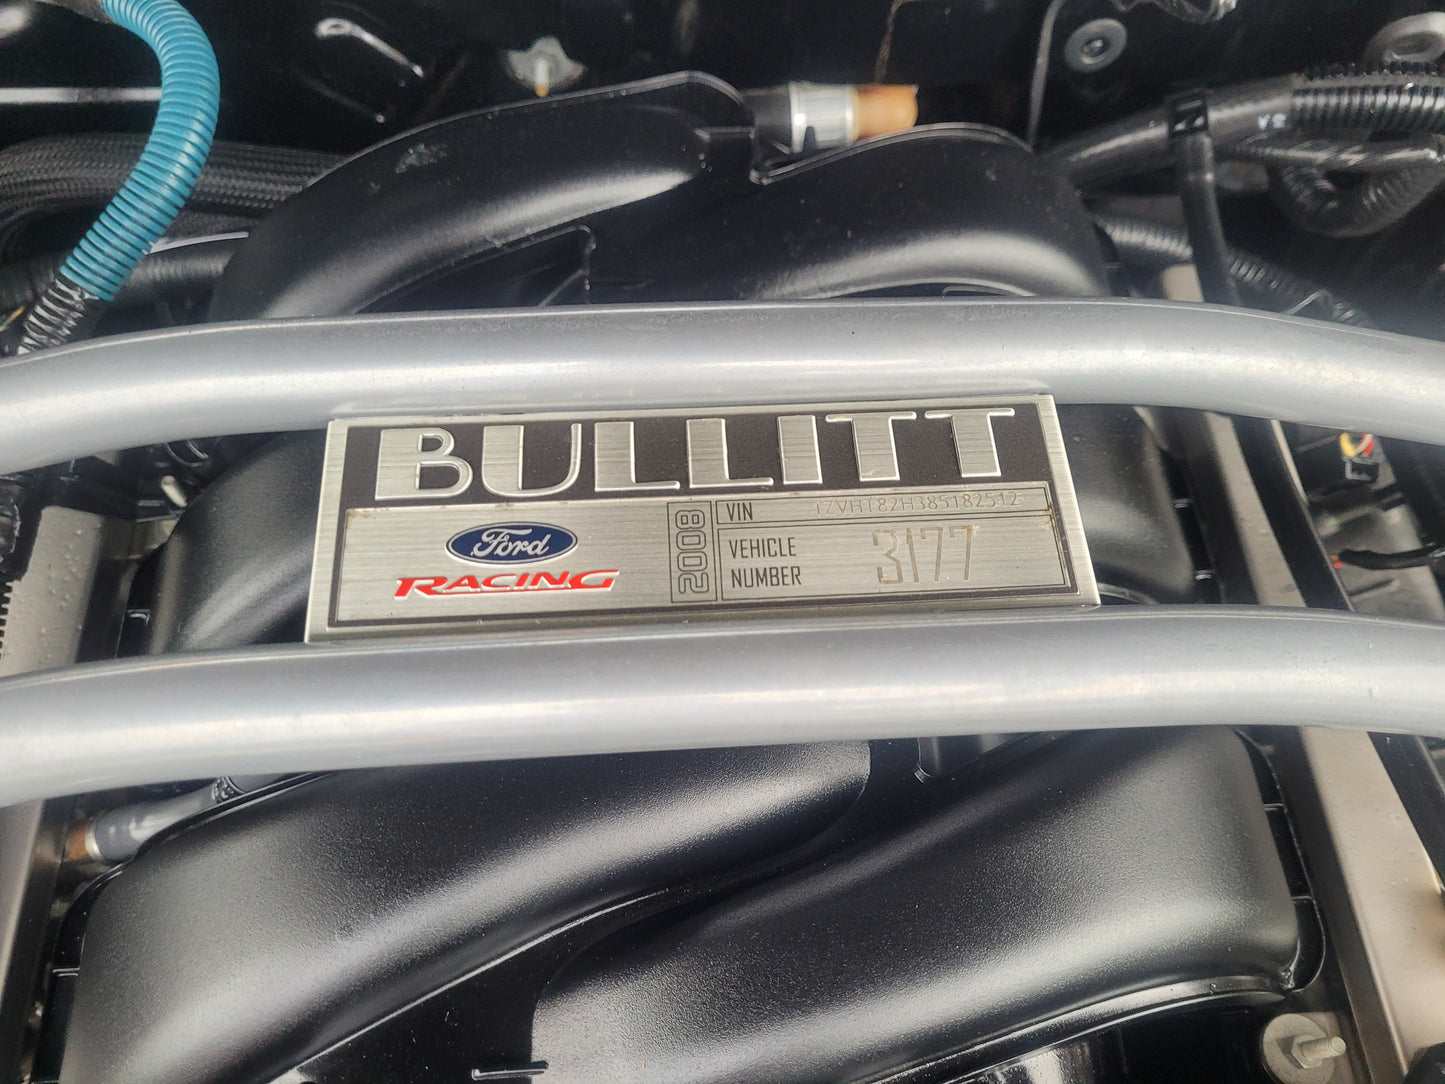 BULLITT
Ford
RACING
2008
VIN 1ZVHT82H385182512
VEHICLE
NUMBER
3177